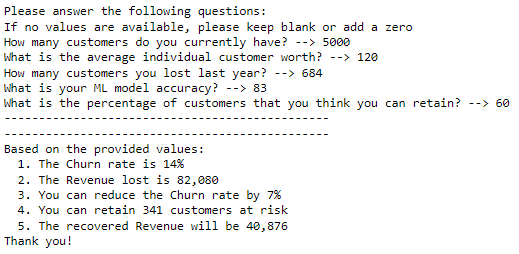 Please answer the following questions:
If no values are available, please keep blank or add a zero
How many customers do you currently have? --> 5000
What is the average individual customer worth? --> 120
How many customers you lost last year? --> 684
What is your ML model accuracy? --> 83
What is the percentage of customers that you think you can retain? --> 60
-------------------------------------------------
-------------------------------------------------
Based on the provided values:
1. The Churn rate is 14%
2. The Revenue lost is 82,080
3. You can reduce the Churn rate by 7%
4. You can retain 341 customers at risk
5. The recovered Revenue will be 40,876
Thank you!